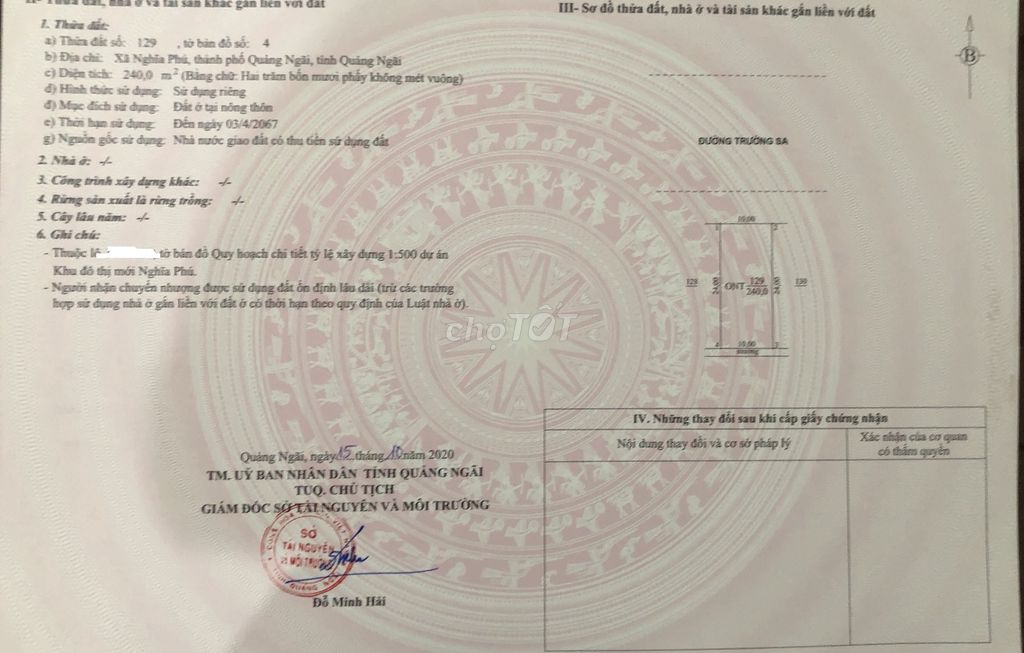 II- Thửa đất, nhà ở và tài sản khác gắn liền với đất
1. Thửa đất:
a) Thửa đất số: 129 , tờ bản đồ số: 4
b) Địa chỉ: Xã Nghĩa Phú, thành phố Quảng Ngãi, tỉnh Quảng Ngãi
c) Diện tích: 240,0 m² (Bằng chữ: Hai trăm bốn mươi phẩy không mét vuông)
d) Hình thức sử dụng: Sử dụng riêng
đ) Mục đích sử dụng: Đất ở tại nông thôn
e) Thời hạn sử dụng: Đến ngày 03/4/2067
g) Nguồn gốc sử dụng: Nhà nước giao đất có thu tiền sử dụng đất
2. Nhà ở: -/-
3. Công trình xây dựng khác: -/-
4. Rừng sản xuất là rừng trồng: -/-
5. Cây lâu năm: -/-
6. Ghi chú:
- Thuộc lô , tờ bản đồ Quy hoạch chi tiết tỷ lệ xây dựng 1:500 dự án
Khu đô thị mới Nghĩa Phú.
- Người nhận chuyển nhượng được sử dụng đất ổn định lâu dài (trừ các trường
hợp sử dụng nhà ở gắn liền với đất ở có thời hạn theo quy định của Luật nhà ở).
Quảng Ngãi, ngày 15 tháng 10 năm 2020
TM. UỶ BAN NHÂN DÂN TỈNH QUẢNG NGÃI
TUQ. CHỦ TỊCH
GIÁM ĐỐC SỞ TÀI NGUYÊN VÀ MÔI TRƯỜNG
SỞ
TÀI NGUYÊN
MÔI TRƯỜNG
Đỗ Minh Hải
III- Sơ đồ thửa đất, nhà ở và tài sản khác gắn liền với đất
B
ĐƯỜNG TRƯỜNG SA
10,00
1 2
128 24,00 ONT 129 24,00 130
240,0
4 10,00 3
Mương
chợTỐT
IV. Những thay đổi sau khi cấp giấy chứng nhận
Nội dung thay đổi và cơ sở pháp lý
Xác nhận của cơ quan
có thẩm quyền